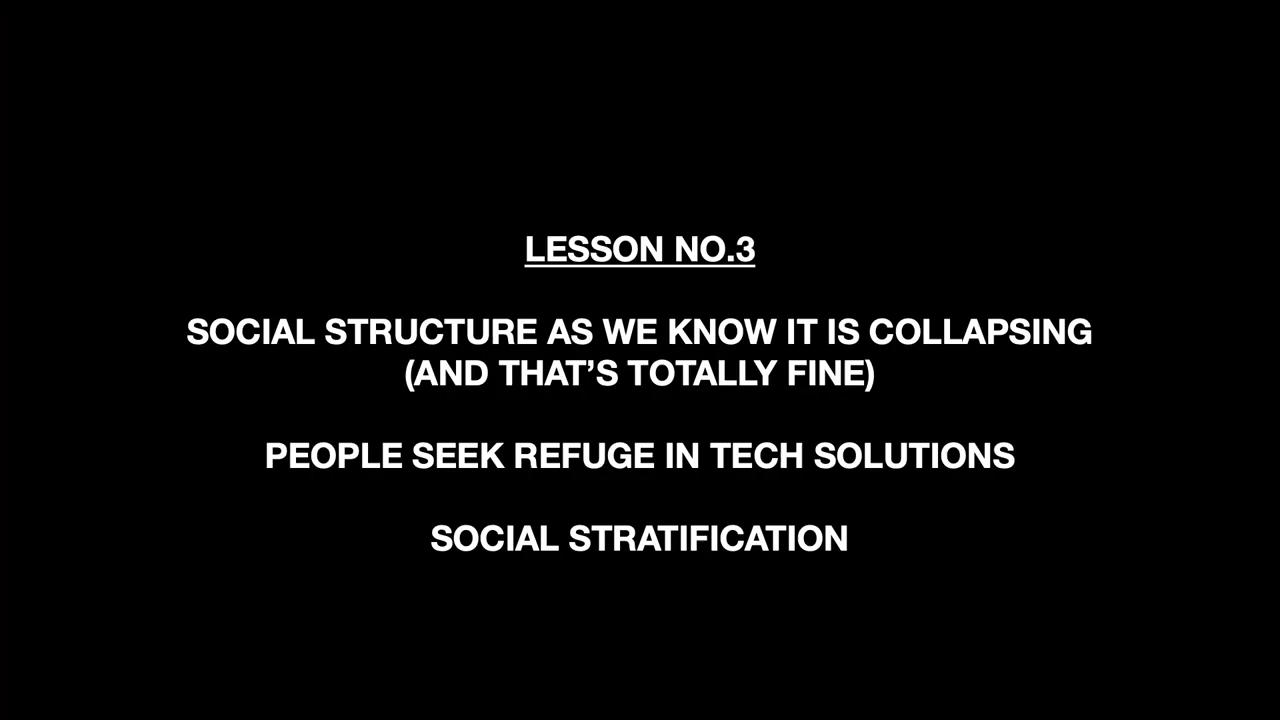 LESSON NO.3
SOCIAL STRUCTURE AS WE KNOW IT IS COLLAPSING
(AND THAT’S TOTALLY FINE)
PEOPLE SEEK REFUGE IN TECH SOLUTIONS
SOCIAL STRATIFICATION